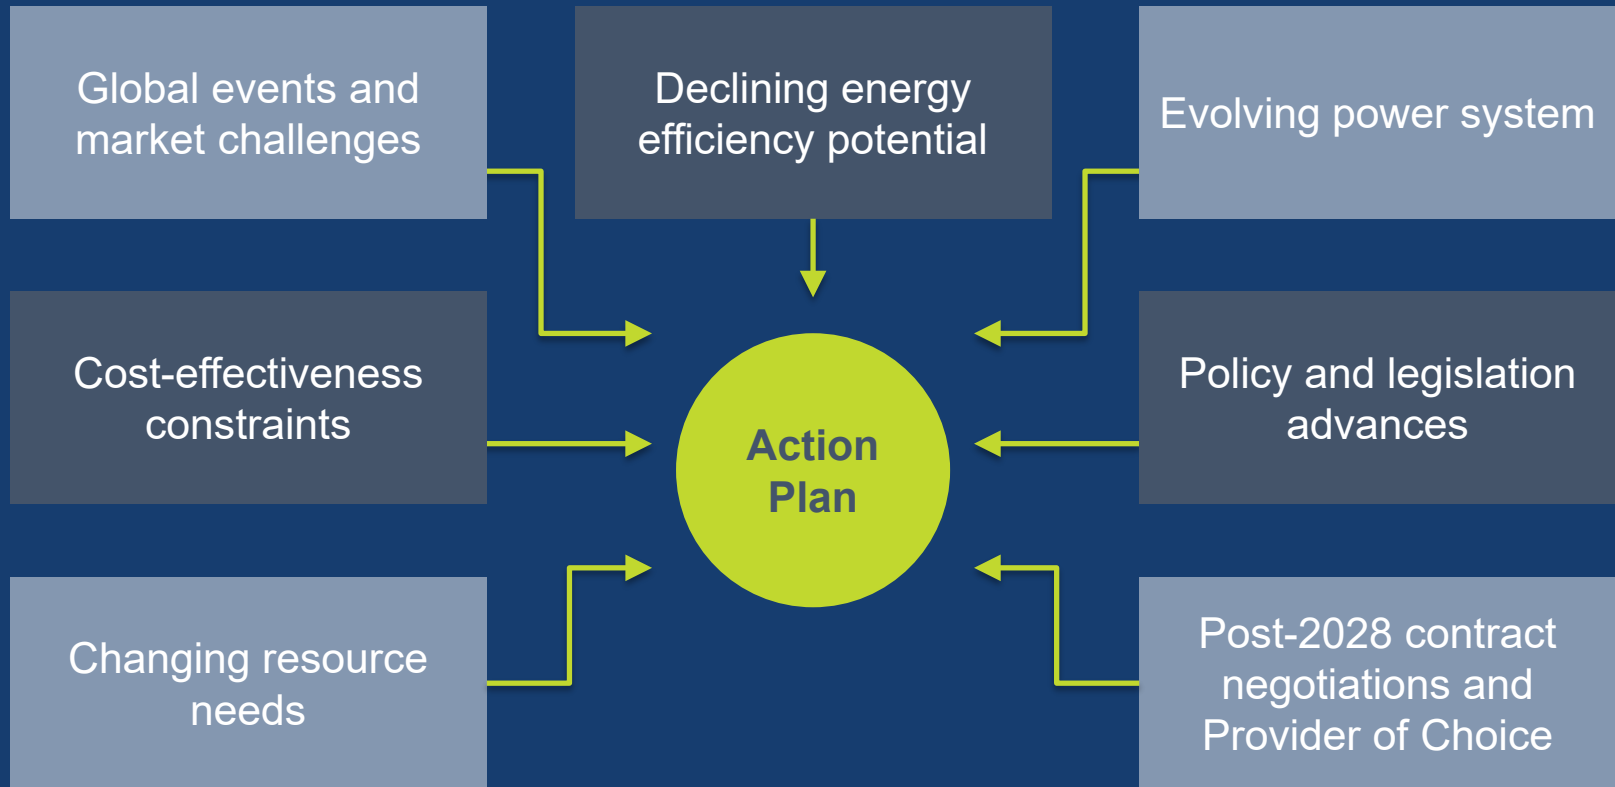 Global events and
market challenges
Declining energy
efficiency potential
Evolving power system
Cost-effectiveness
constraints
Action
Plan
Policy and legislation
advances
Changing resource
needs
Post-2028 contract
negotiations and
Provider of Choice